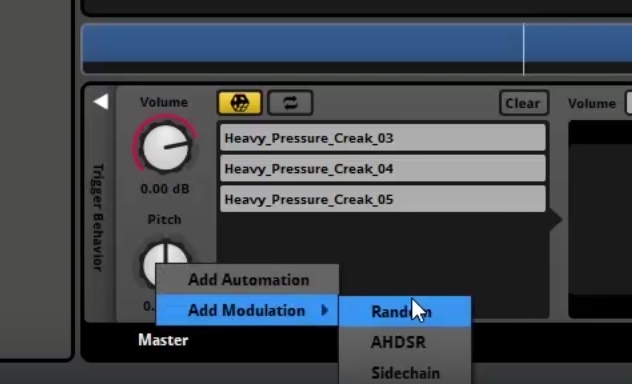 Volume
Clear
Volume
Heavy_Pressure_Creak_03
Heavy_Pressure_Creak_04
Heavy_Pressure_Creak_05
0.00 dB
Trigger Behavior
Pitch
Add Automation
Add Modulation
Random
AHDSR
Sidechain
Master